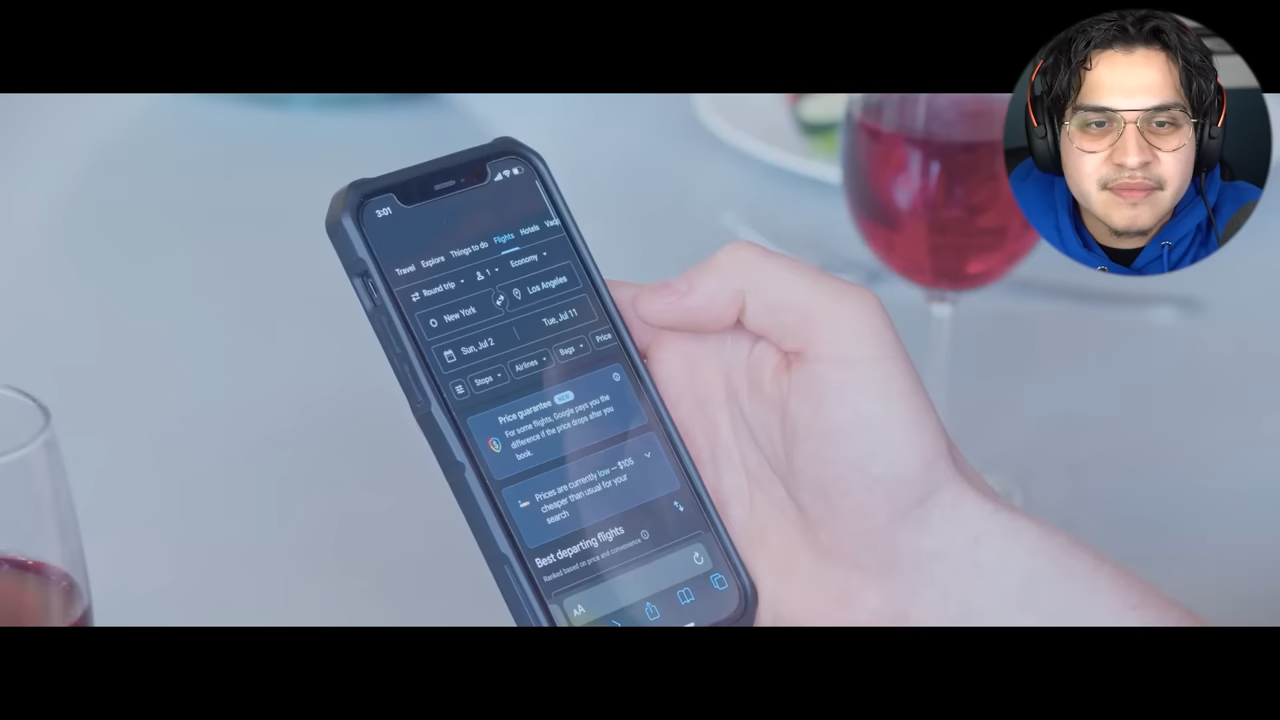 3:01
Travel Explore Things to do Flights Hotels
Round trip 1 Economy
New York Los Angeles
Sun, Jul 2 Tue, Jul 11
Stops Airlines Bags Price
Price guarantee NEW
For some flights, Google pays you the
difference if the price drops after you
book.
Prices are currently low — $105
cheaper than usual for your
search
Best departing flights
Ranked based on price and convenience
AA